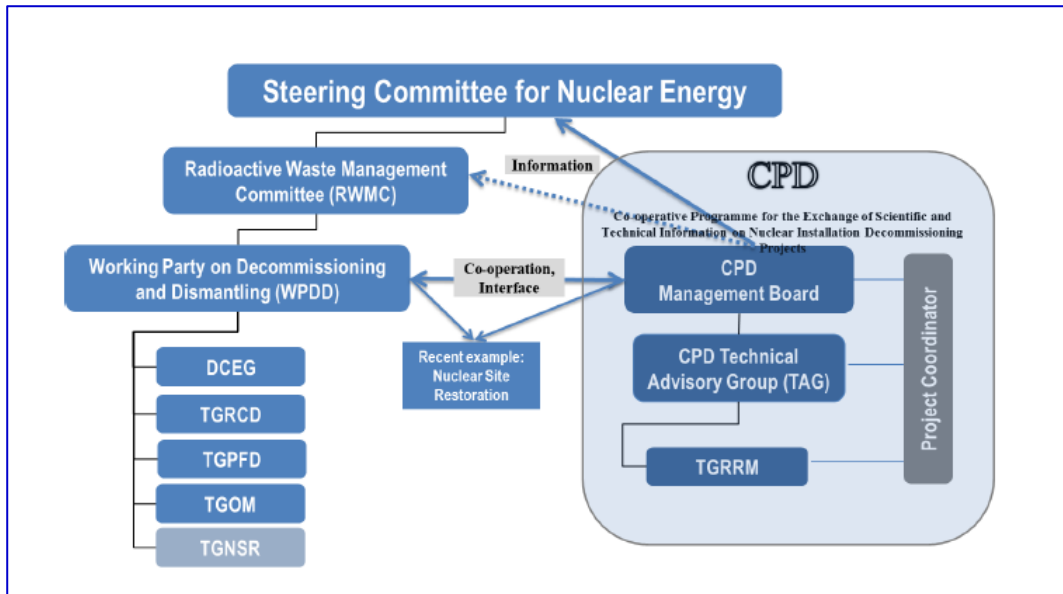 Steering Committee for Nuclear Energy
Radioactive Waste Management
Committee (RWMC)
Information
CPD
Co-operative Programme for the Exchange of Scientific and
Technical Information on Nuclear Installation Decommissioning
Projects
Working Party on Decommissioning
and Dismantling (WPDD)
Co-operation,
Interface
CPD
Management Board
Recent example:
Nuclear Site
Restoration
CPD Technical
Advisory Group (TAG)
TGRRM
Project Coordinator
DCEG
TGRCD
TGPFD
TGOM
TGNSR